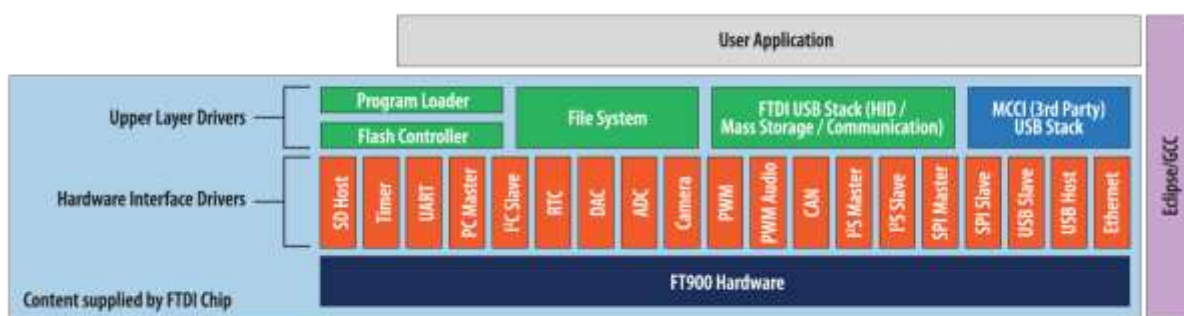 User Application
Eclipse/GCC
Upper Layer Drivers
Program Loader
Flash Controller
File System
FTDI USB Stack (HID /
Mass Storage / Communication)
MCCI (3rd Party)
USB Stack
Hardware Interface Drivers
SD Host
Timer
UART
PC Master
I²C Slave
RTC
DAC
ADC
Camera
PWM
PWM Audio
CAN
I²S Master
I²S Slave
SPI Master
SPI Slave
USB Slave
USB Host
Ethernet
FT900 Hardware
Content supplied by FTDI Chip